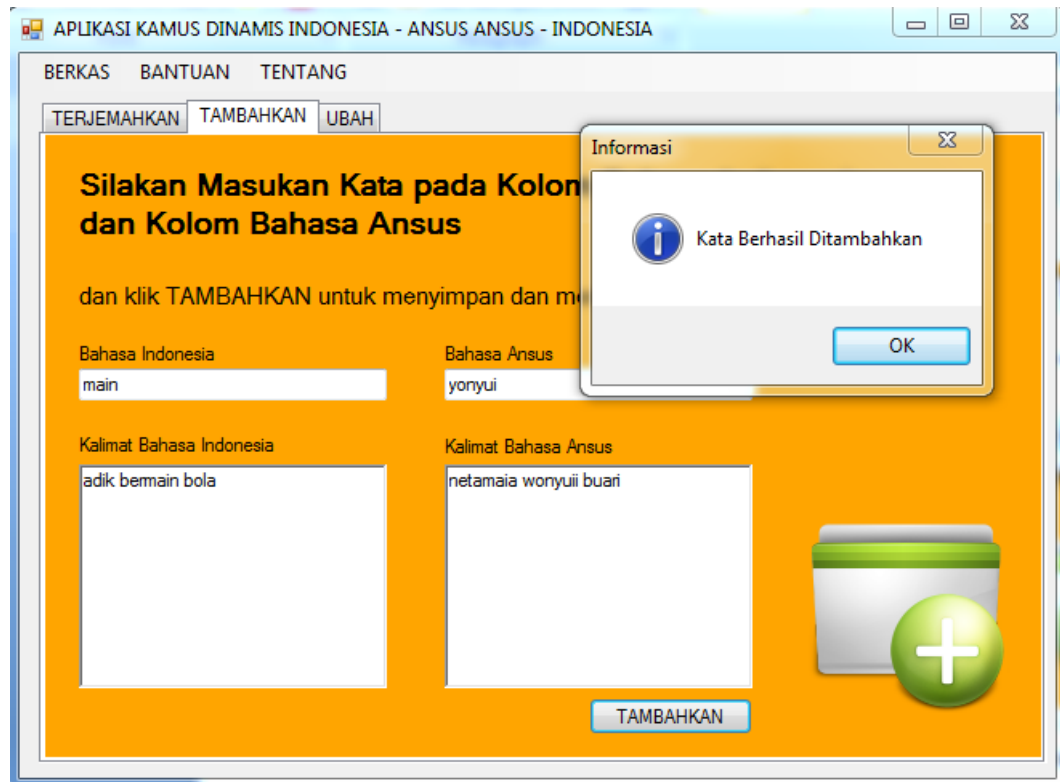 APLIKASI KAMUS DINAMIS INDONESIA - ANSUS ANSUS - INDONESIA
BERKAS BANTUAN TENTANG
TERJEMAHKAN TAMBAHKAN UBAH
Silakan Masukan Kata pada Kolom
dan Kolom Bahasa Ansus
dan klik TAMBAHKAN untuk menyimpan dan
Informasi
Kata Berhasil Ditambahkan
OK
Bahasa Indonesia
main
Bahasa Ansus
yonyui
Kalimat Bahasa Indonesia
adik bermain bola
Kalimat Bahasa Ansus
netamaia wonyuii buari
TAMBAHKAN